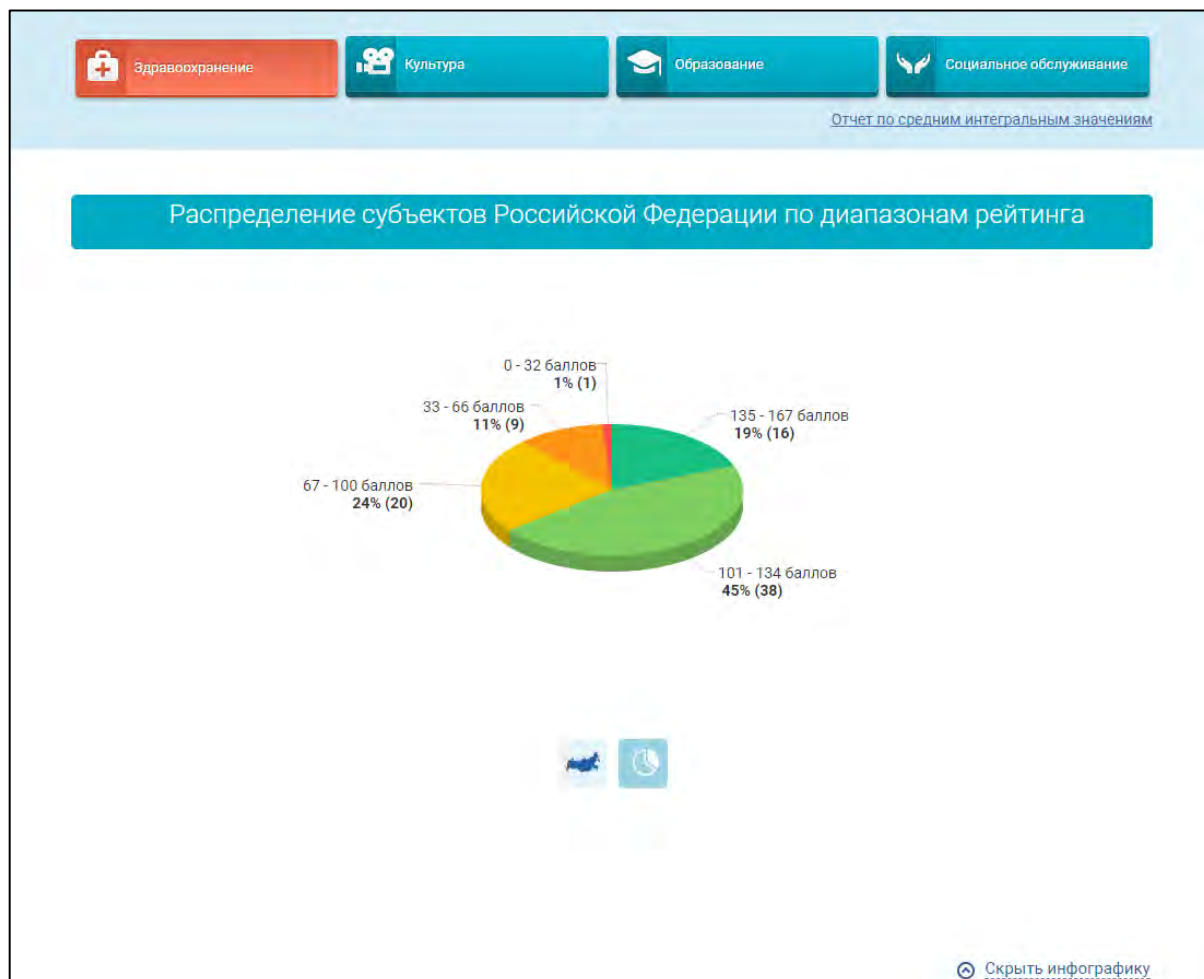 Здравоохранение
Культура
Образование
Социальное обслуживание
Отчет по средним интегральным значениям
Распределение субъектов Российской Федерации по диапазонам рейтинга
0 - 32 баллов
1% (1)
33 - 66 баллов
11% (9)
135 - 167 баллов
19% (16)
67 - 100 баллов
24% (20)
101 - 134 баллов
45% (38)
Скрыть инфографику